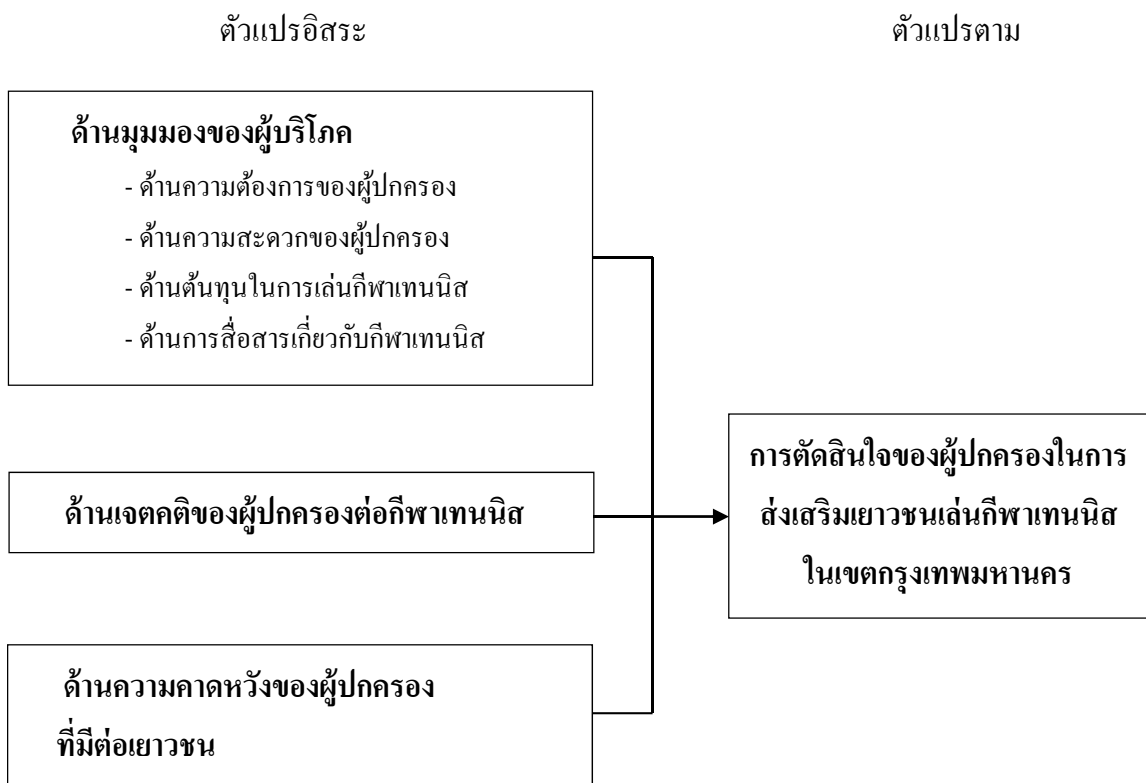 ตัวแปรอิสระ
ตัวแปรตาม
ด้านมุมมองของผู้บริโภค
- ด้านความต้องการของผู้ปกครอง
- ด้านความสะดวกของผู้ปกครอง
- ด้านต้นทุนในการเล่นกีฬาเทนนิส
- ด้านการสื่อสารเกี่ยวกับกีฬาเทนนิส
ด้านเจตคติของผู้ปกครองต่อกีฬาเทนนิส
ด้านความคาดหวังของผู้ปกครอง
ที่มีต่อเยาวชน
การตัดสินใจของผู้ปกครองในการ
ส่งเสริมเยาวชนเล่นกีฬาเทนนิส
ในเขตกรุงเทพมหานคร